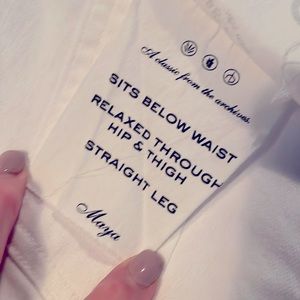 A classic from the archives.
SITS BELOW WAIST
RELAXED THROUGH
HIP & THIGH
STRAIGHT LEG
Maya